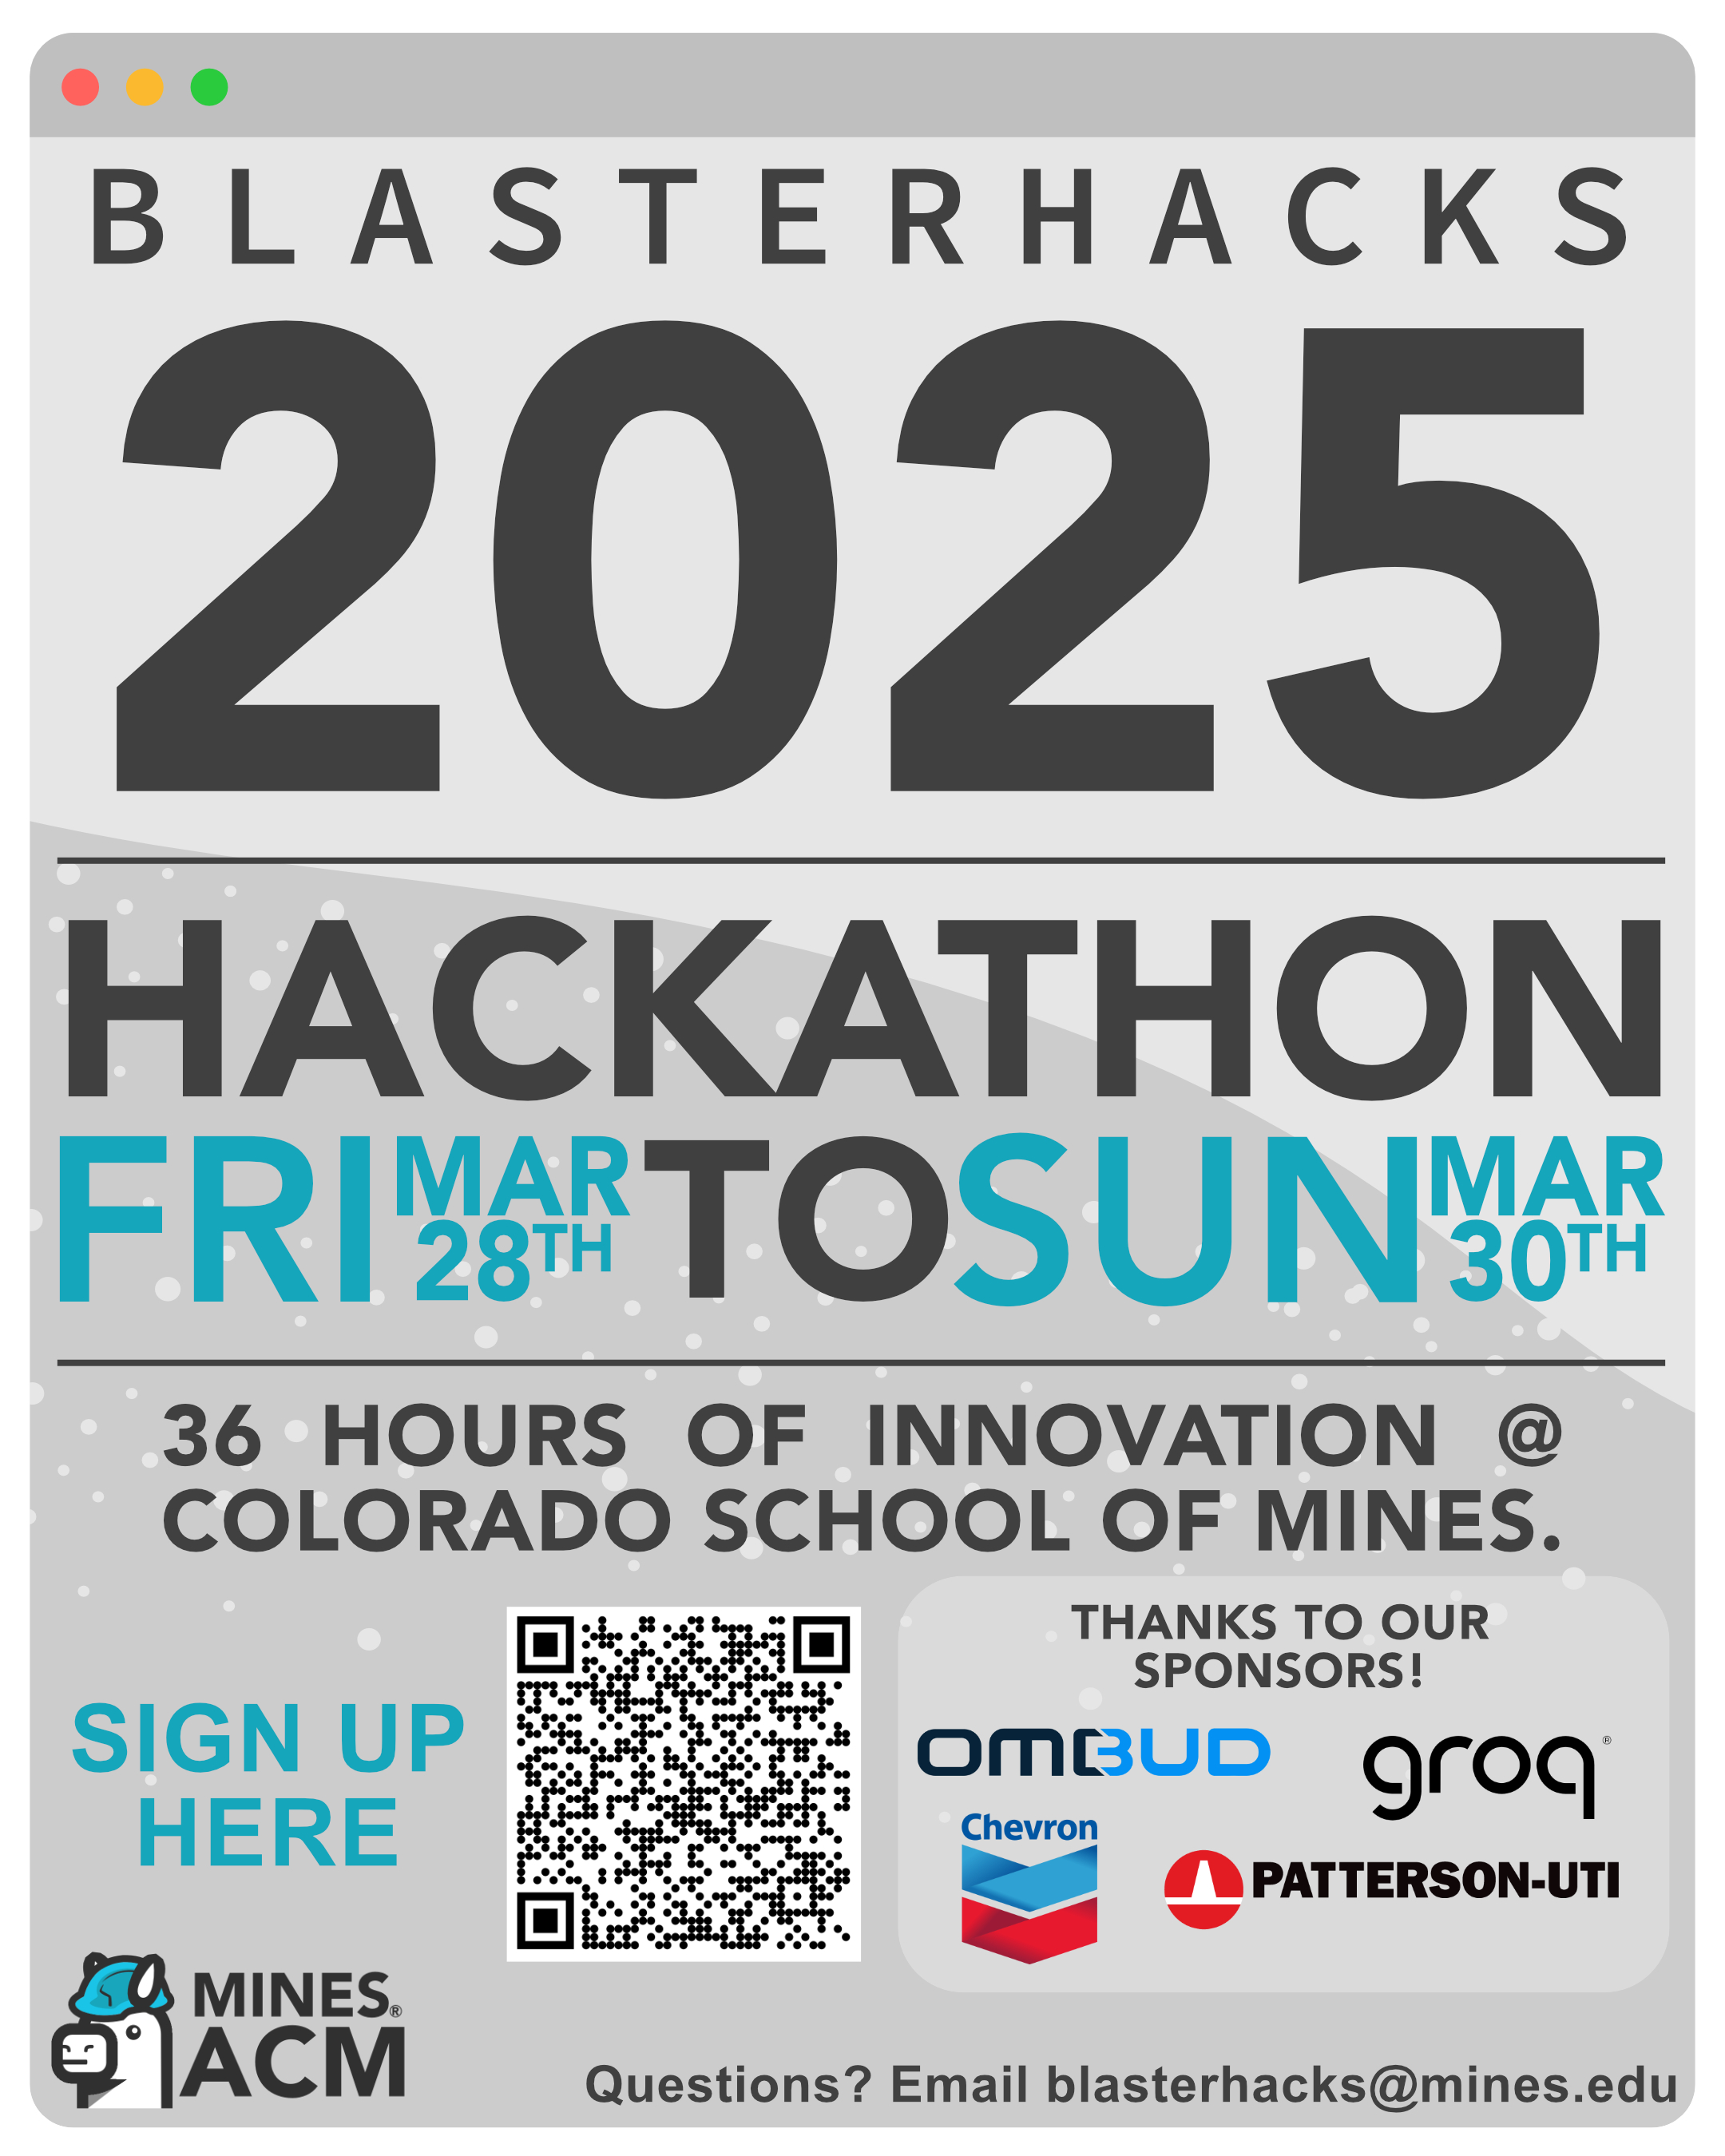 BLASTERHACKS
2025
HACKATHON
FRI MAR 28TH TO SUN MAR 30TH
36 HOURS OF INNOVATION @
COLORADO SCHOOL OF MINES.
SIGN UP
HERE
THANKS TO OUR
SPONSORS!
OMBUD
groq®
Chevron
PATTERSON-UTI
MINES®
ACM
Questions? Email blasterhacks@mines.edu